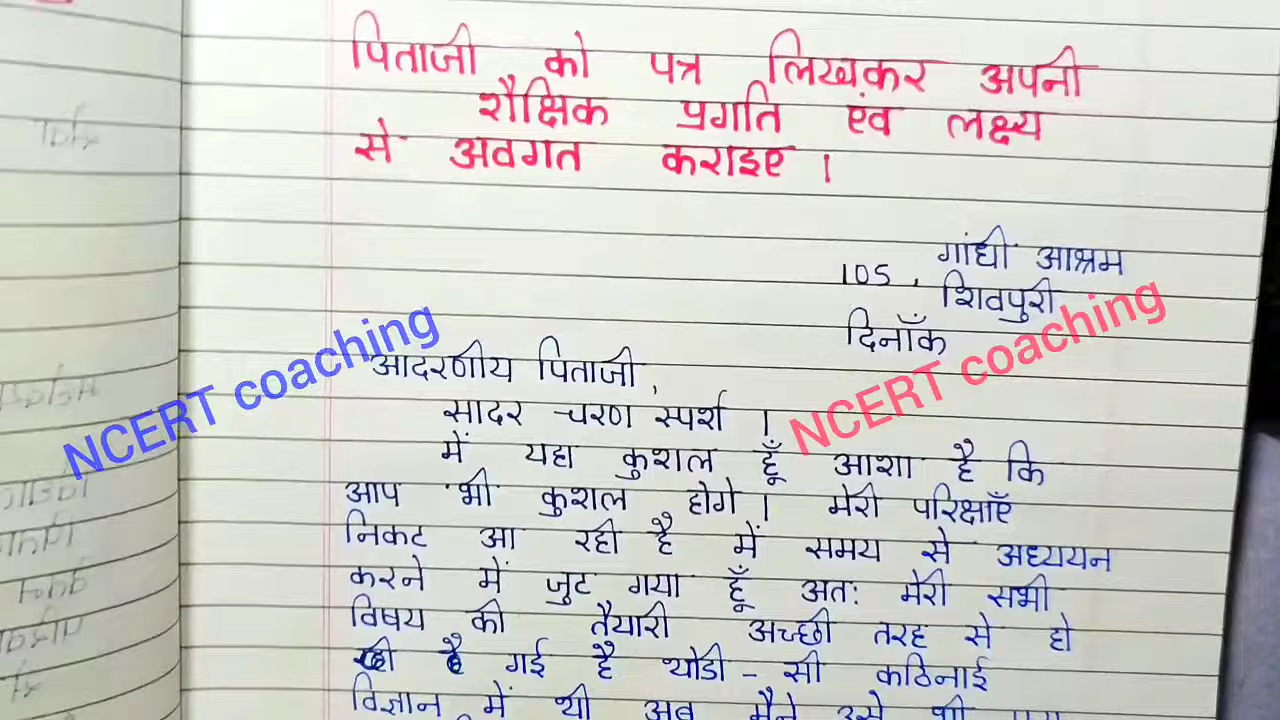 पिताजी को पत्र लिखकर अपनी
शैक्षिक प्रगति एंव लक्ष्य
से अवगत कराइए ।
गांधी आश्रम
105 , शिवपुरी
दिनाँक
NCERT coaching
NCERT coaching
आदरणीय पिताजी ,
सादर चरण स्पर्श ।
में यहा कुशल हूँ आशा है कि
आप भी कुशल होगे । मेरी परिक्षाएँ
निकट आ रही है में समय से अध्ययन
करने में जुट गया हूँ अतः मेरी सभी
विषय की तैयारी अच्छी तरह से हो
गई है थोडी - सी कठिनाई
विज्ञान में थी अब मैने उसे भी